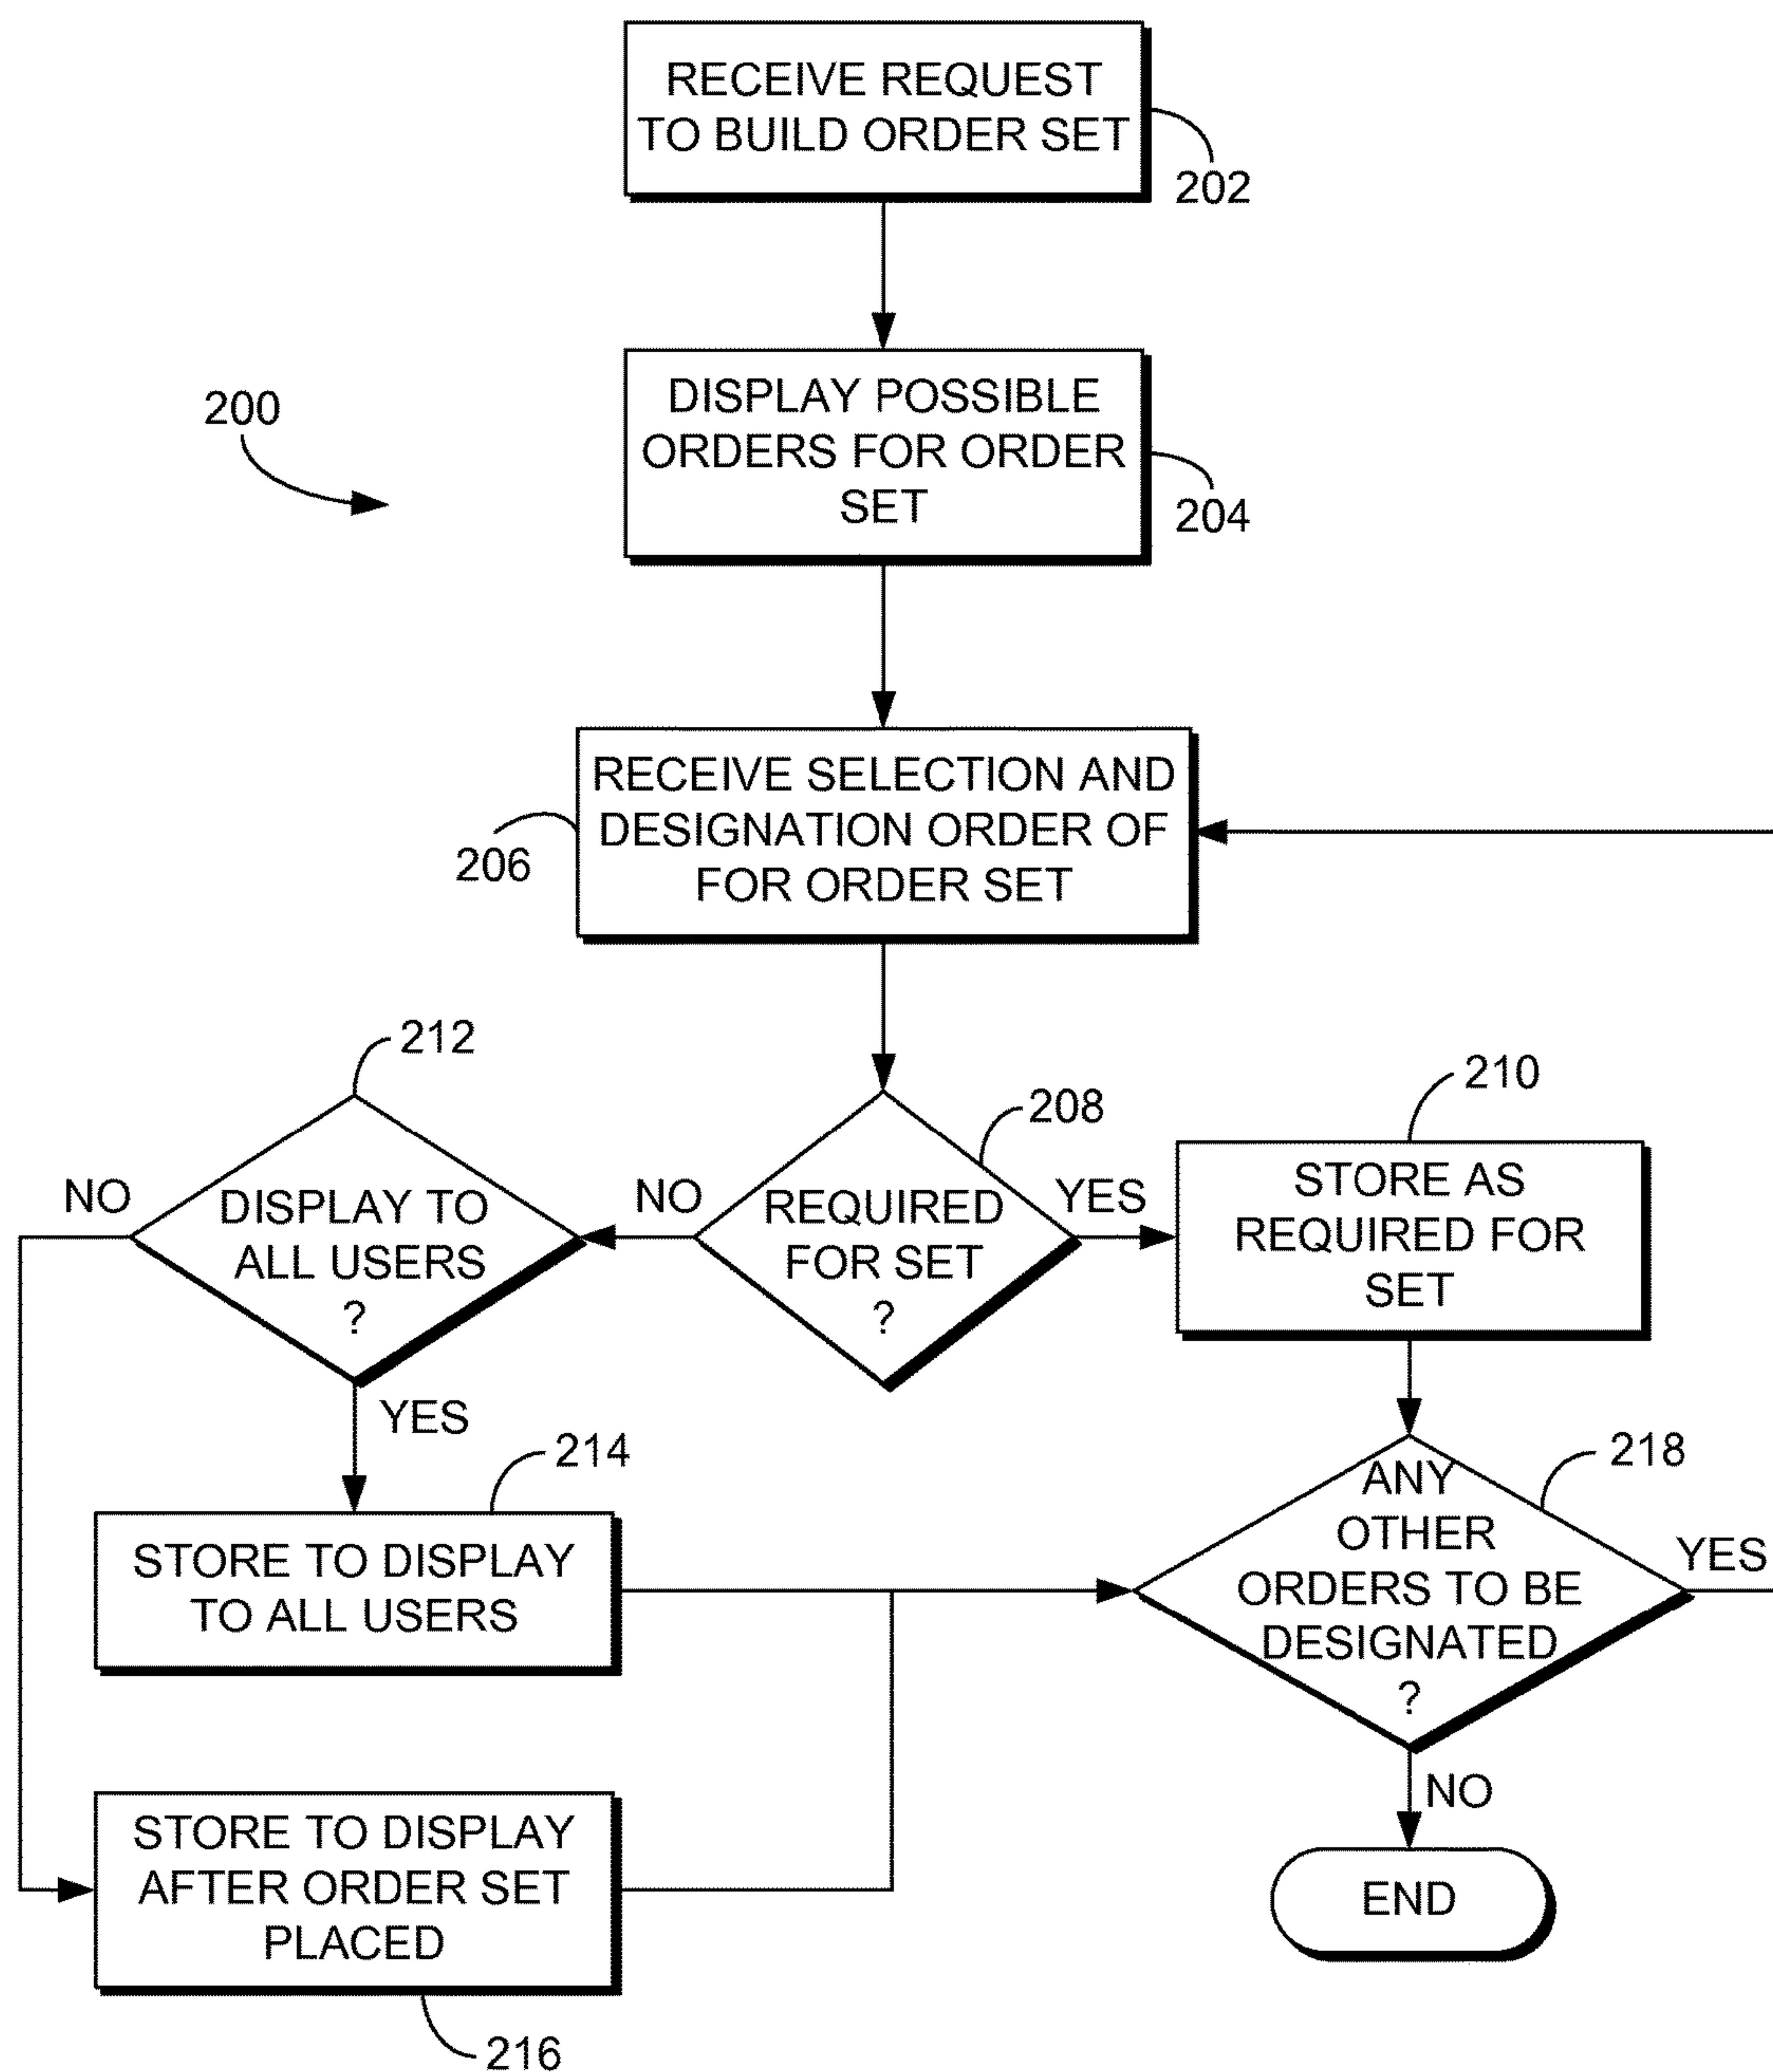 RECEIVE REQUEST
TO BUILD ORDER SET
202
DISPLAY POSSIBLE
ORDERS FOR ORDER
SET
204
200
RECEIVE SELECTION AND
DESIGNATION ORDER OF
FOR ORDER SET
206
212
DISPLAY TO
ALL USERS
?
NO
YES
208
REQUIRED
FOR SET
?
NO
YES
210
STORE AS
REQUIRED FOR
SET
214
STORE TO DISPLAY
TO ALL USERS
218
ANY
OTHER
ORDERS TO BE
DESIGNATED
?
YES
NO
STORE TO DISPLAY
AFTER ORDER SET
PLACED
216
END